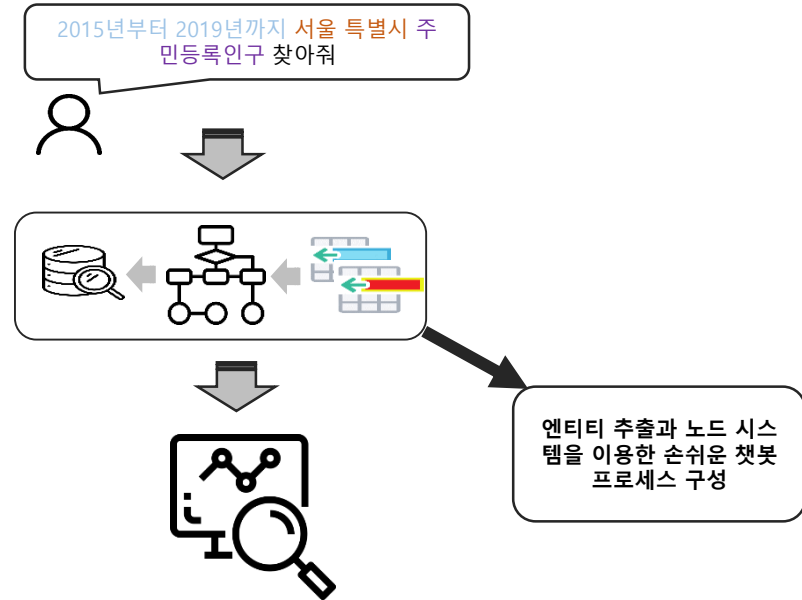 2015년부터 2019년까지 서울 특별시 주
민등록인구 찾아줘
엔티티 추출과 노드 시스
템을 이용한 손쉬운 챗봇
프로세스 구성